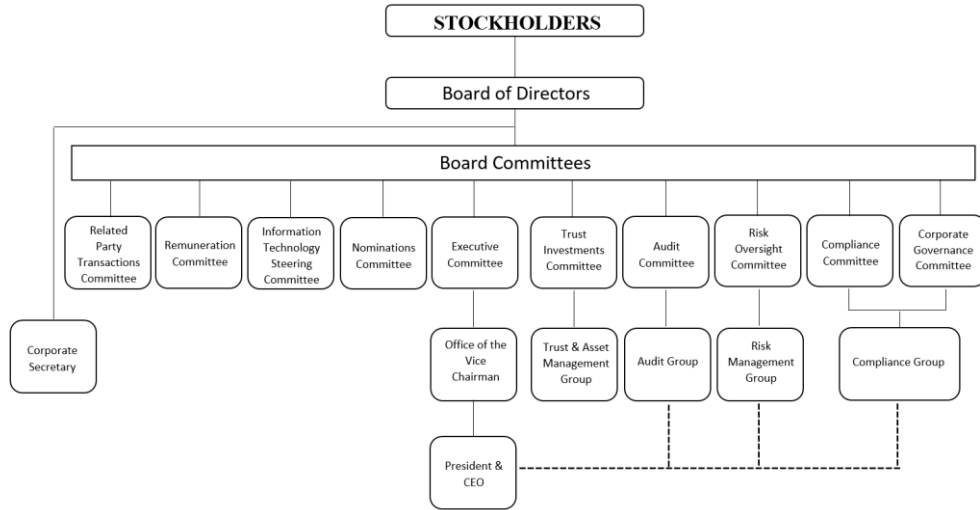 STOCKHOLDERS
Board of Directors
Board Committees
Related
Party
Transactions
Committee
Remuneration
Committee
Information
Technology
Steering
Committee
Nominations
Committee
Executive
Committee
Trust
Investments
Committee
Audit
Committee
Risk
Oversight
Committee
Compliance
Committee
Corporate
Governance
Committee
Corporate
Secretary
Office of the
Vice
Chairman
Trust & Asset
Management
Group
Audit Group
Risk
Management
Group
Compliance Group
President &
CEO